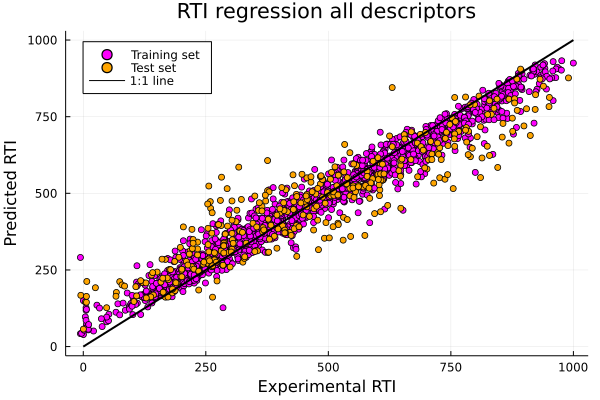 RTI regression all descriptors
Training set
Test set
1:1 line
1000
750
500
250
0
Predicted RTI
0 250 500 750 1000
Experimental RTI